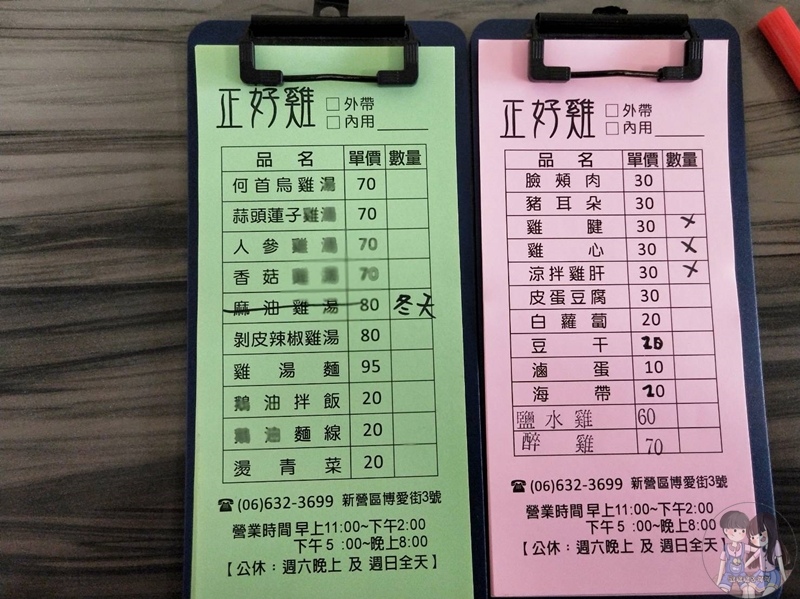 正好雞 □外帶
□內用
品名 單價 數量
何首烏雞湯 70
蒜頭蓮子雞湯 70
人參雞湯 70
香菇雞湯 70
麻油雞湯 80 冬天
剝皮辣椒雞湯 80
雞湯麵 95
鵝油拌飯 20
鵝油麵線 20
燙青菜 20
☎(06)632-3699 新營區博愛街3號
營業時間 早上11:00~下午2:00
下午5:00~晚上8:00
【公休：週六晚上 及 週日全天】
正好雞 □外帶
□內用
品名 單價 數量
臉頰肉 30
豬耳朵 30
雞腱 30 ✗
雞心 30 ✗
涼拌雞肝 30 ✗
皮蛋豆腐 30
白蘿蔔 20
豆干 20
滷蛋 10
海帶 20
鹽水雞 60
醉雞 70
☎(06)632-3699 新營區博愛街3號
營業時間 早上11:00~下午2:00
下午5:00~晚上8:00
【公休：週六晚上 及 週日全天】